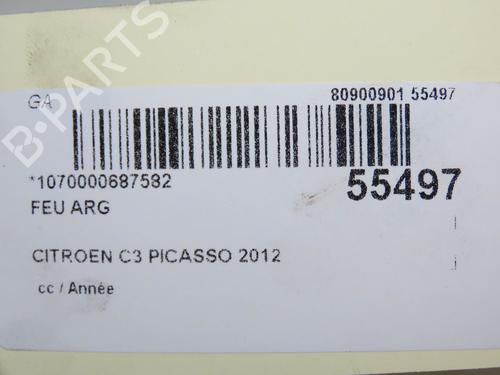 GA
80900901 55497
*1070000687582
55497
FEU ARG
CITROEN C3 PICASSO 2012
cc / Année
B-PARTS